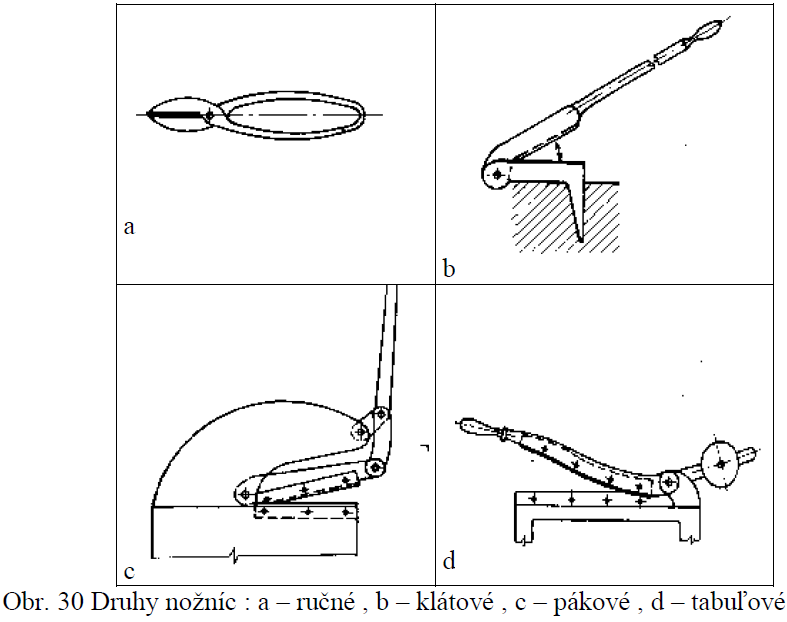 a
b
c
d
Obr. 30 Druhy nožníc : a – ručné , b – klátové , c – pákové , d – tabuľové